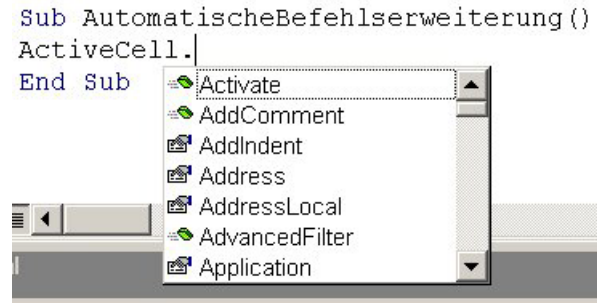 Sub AutomatischeBefehlserweiterung()
ActiveCell.
End Sub
Activate
AddComment
AddIndent
Address
AddressLocal
AdvancedFilter
Application